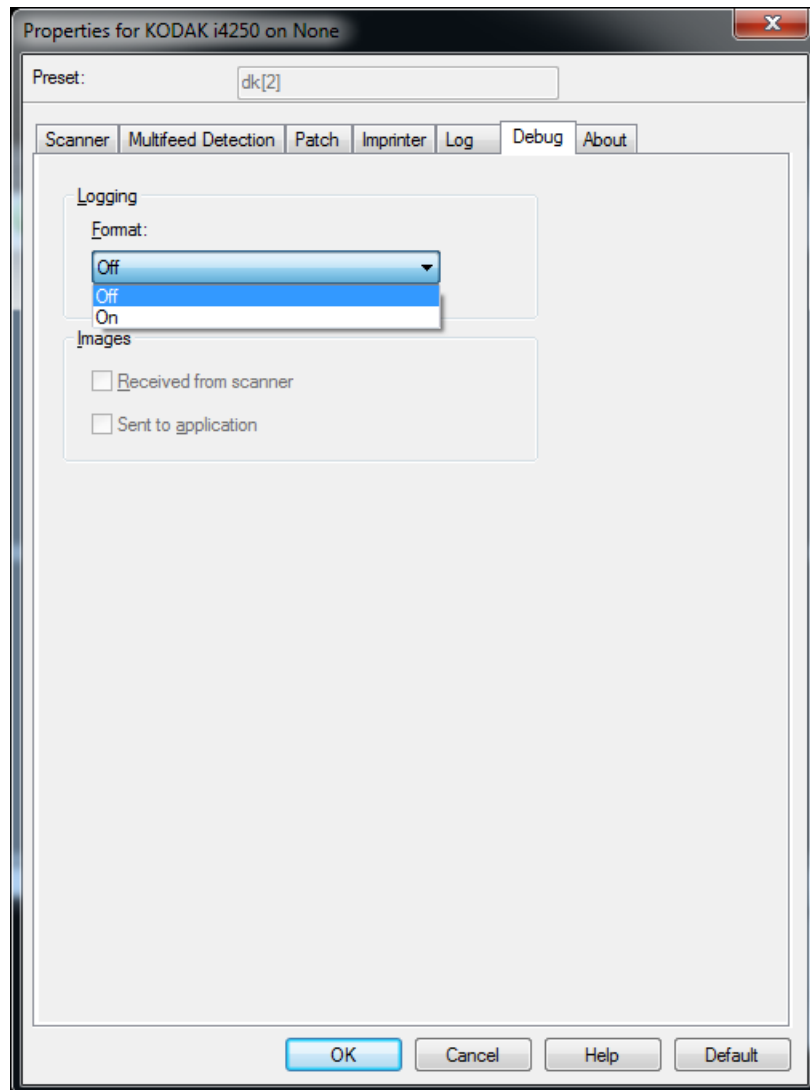 Properties for KODAK i4250 on None
Preset: dk[2]
Scanner Multifeed Detection Patch Imprinter Log Debug About
Logging
Format:
Off
Off
On
Images
Received from scanner
Sent to application
OK Cancel Help Default